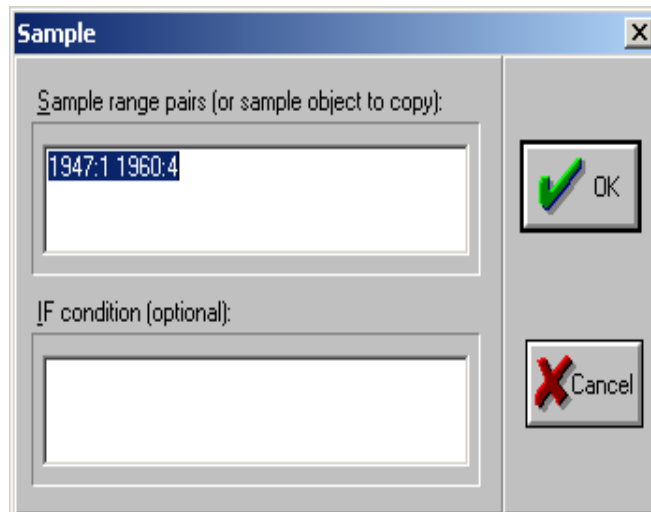 Sample
Sample range pairs (or sample object to copy):
1947:1 1960:4
OK
IF condition (optional):
Cancel